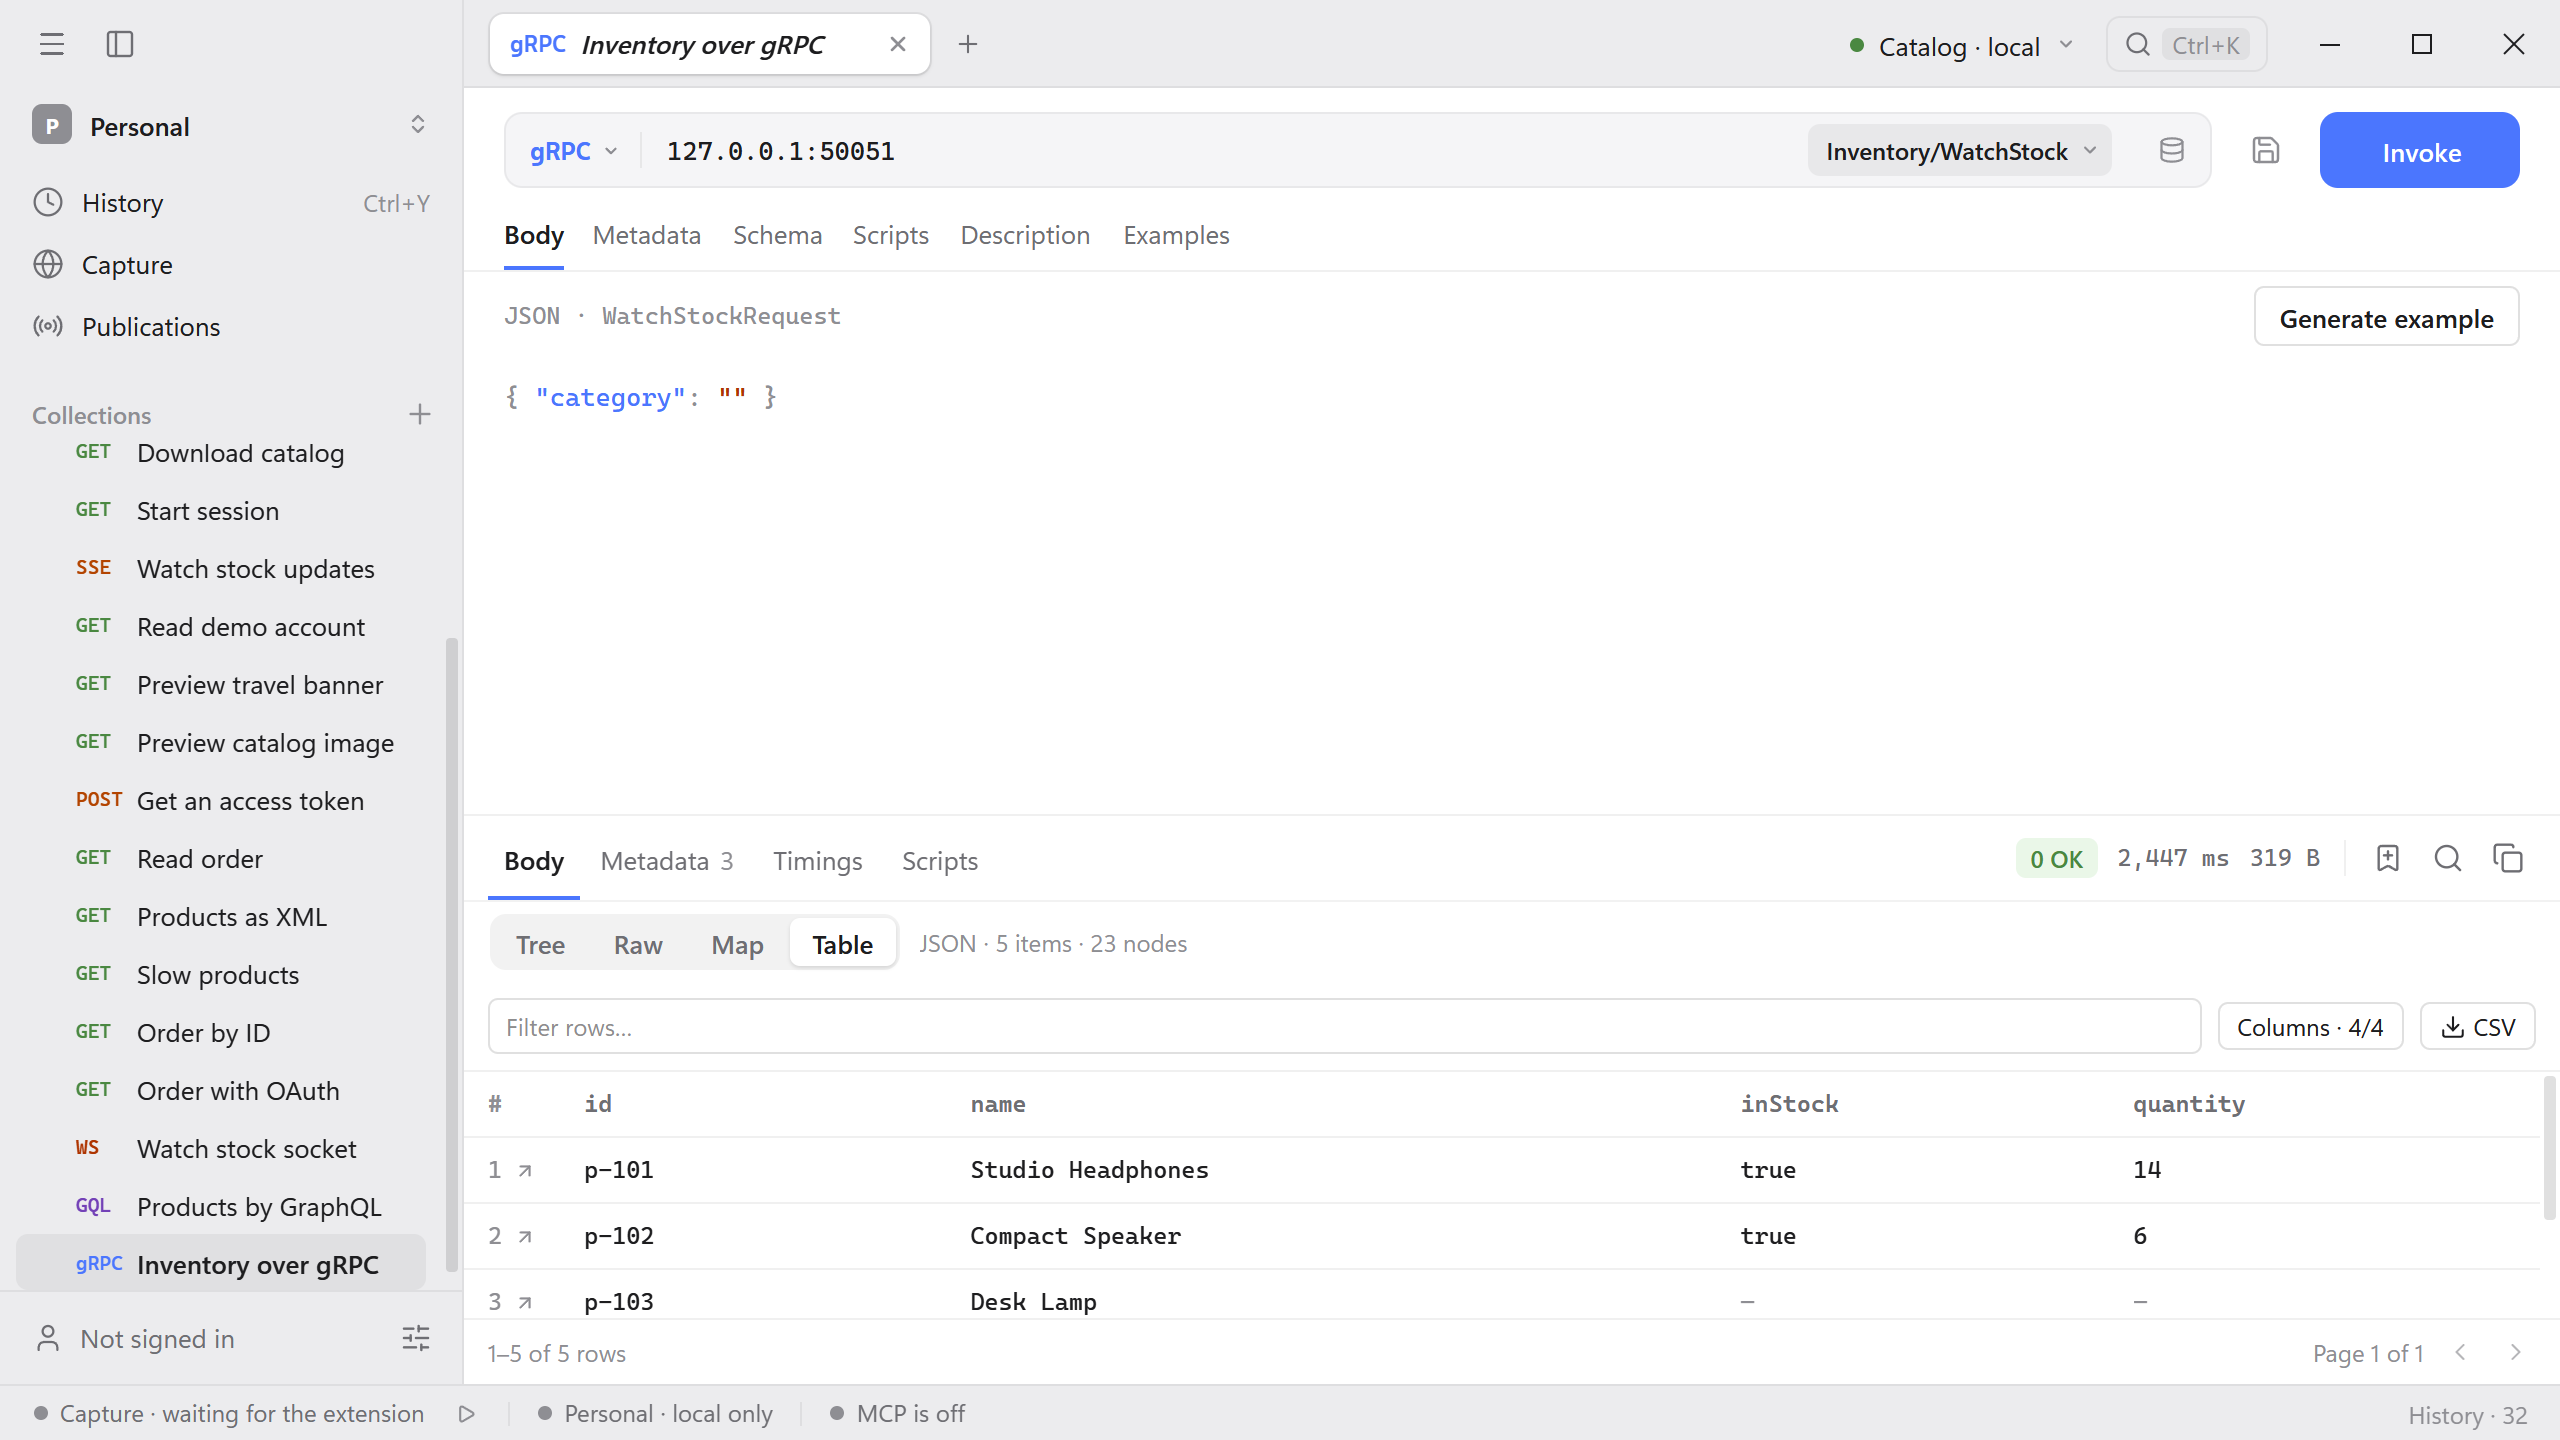 gRPC Inventory over gRPC
Catalog · local
Ctrl+K
P Personal
History Ctrl+Y
Capture
Publications
Collections
GET Download catalog
GET Start session
SSE Watch stock updates
GET Read demo account
GET Preview travel banner
GET Preview catalog image
POST Get an access token
GET Read order
GET Products as XML
GET Slow products
GET Order by ID
GET Order with OAuth
WS Watch stock socket
GQL Products by GraphQL
gRPC Inventory over gRPC
Not signed in
gRPC 127.0.0.1:50051 Inventory/WatchStock Invoke
Body Metadata Schema Scripts Description Examples
JSON · WatchStockRequest Generate example
{ "category": "" }
Body Metadata 3 Timings Scripts 0 OK 2,447 ms 319 B
Tree Raw Map Table JSON · 5 items · 23 nodes
Filter rows... Columns · 4/4 CSV
# id name inStock quantity
1 p-101 Studio Headphones true 14
2 p-102 Compact Speaker true 6
3 p-103 Desk Lamp – –
1–5 of 5 rows Page 1 of 1
Capture · waiting for the extension Personal · local only MCP is off History · 32